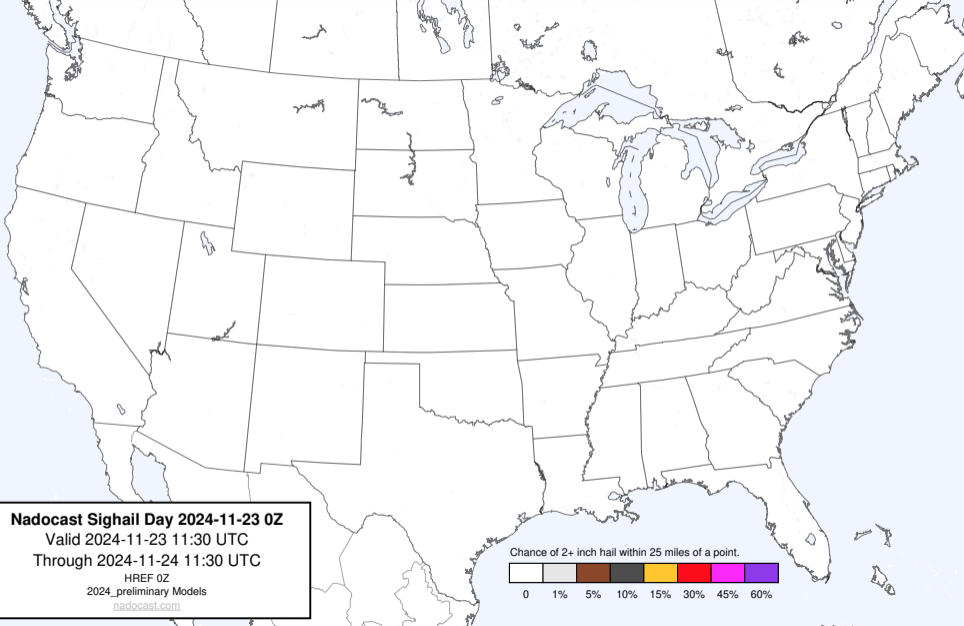 Nadocast Sighail Day 2024-11-23 0Z
Valid 2024-11-23 11:30 UTC
Through 2024-11-24 11:30 UTC
HREF 0Z
2024_preliminary Models
nadocast.com
Chance of 2+ inch hail within 25 miles of a point.
0 1% 5% 10% 15% 30% 45% 60%